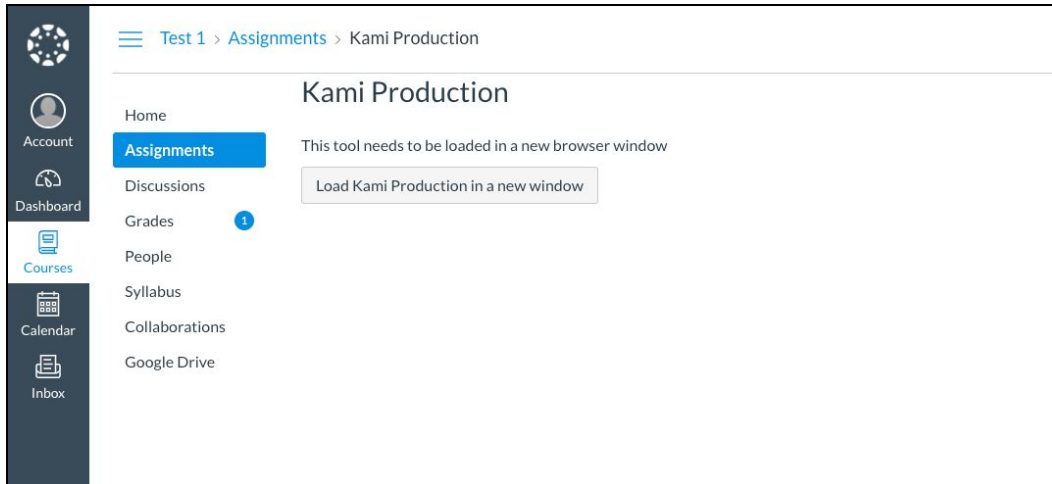 Test 1 > Assignments > Kami Production
Account
Dashboard
Courses
Calendar
Inbox
Home
Assignments
Discussions
Grades 1
People
Syllabus
Collaborations
Google Drive
Kami Production
This tool needs to be loaded in a new browser window
Load Kami Production in a new window